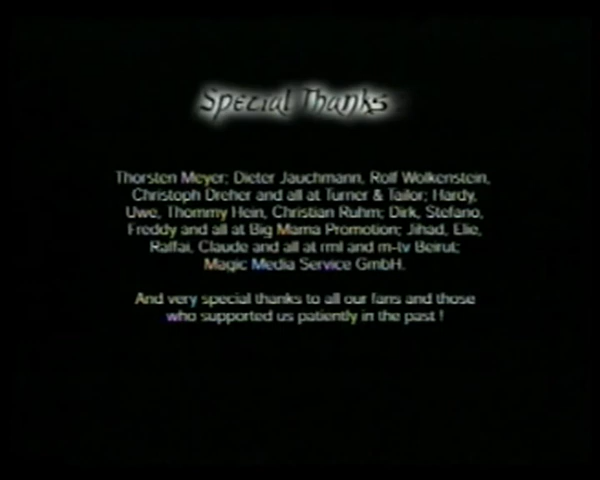 Special Thanks
Thorsten Meyer; Dieter Jauchmann, Rolf Wolkenstein,
Christoph Dreher and all at Turner & Tailor; Hardy,
Uwe, Thommy Hein, Christian Ruhm; Dirk, Stefano,
Freddy and all at Big Mama Promotion; Jihad, Elie,
Raffai, Claude and all at rml and m-tv Beirut;
Magic Media Service GmbH.
And very special thanks to all our fans and those
who supported us patiently in the past !